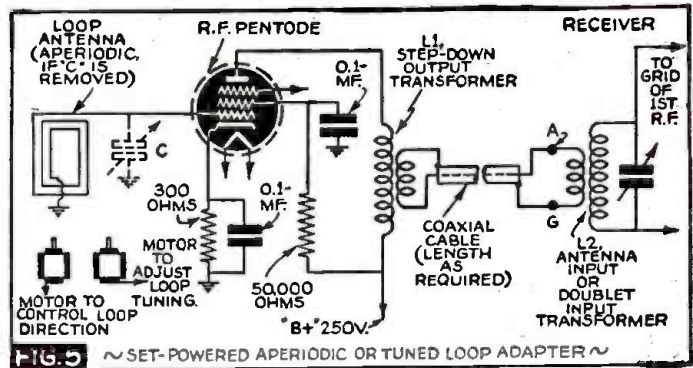 LOOP
ANTENNA
(APERIODIC,
IF "C" IS
REMOVED)
R.F. PENTODE
0.1-
MF.
L1,
STEP-DOWN
OUTPUT
TRANSFORMER
RECEIVER
TO
GRID
OF
1ST
R.F.
C
A
G
300
OHMS
0.1-
MF.
MOTOR
TO
ADJUST
LOOP
TUNING.
MOTOR TO
CONTROL LOOP
DIRECTION
50,000
OHMS
"B+" 250V.
COAXIAL
CABLE
(LENGTH
AS
REQUIRED)
L2,
ANTENNA
INPUT
OR
DOUBLET
INPUT
TRANSFORMER
FIG.5 ~ SET-POWERED APERIODIC OR TUNED LOOP ADAPTER ~